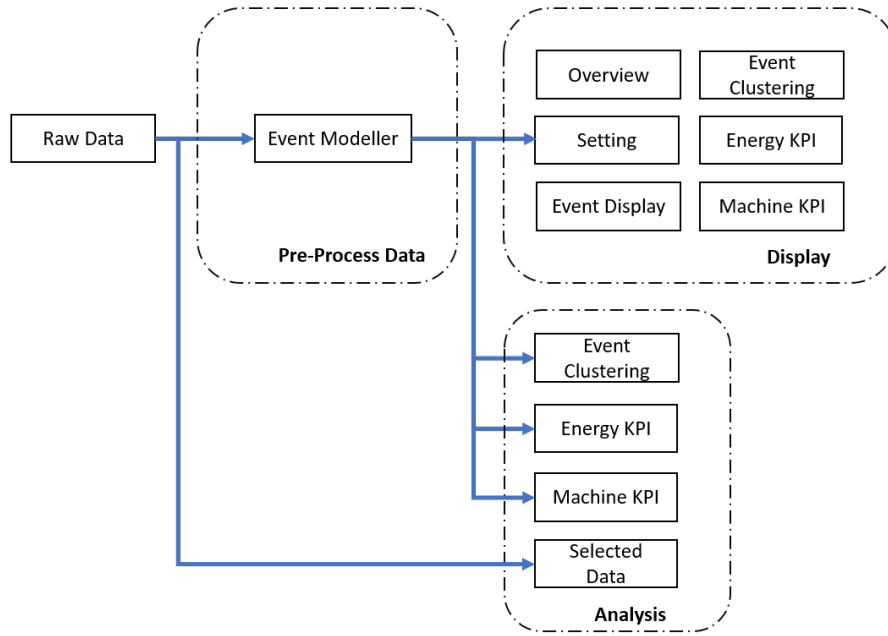 Raw Data
Event Modeller
Pre-Process Data
Overview
Event
Clustering
Setting
Energy KPI
Event Display
Machine KPI
Display
Event
Clustering
Energy KPI
Machine KPI
Selected
Data
Analysis